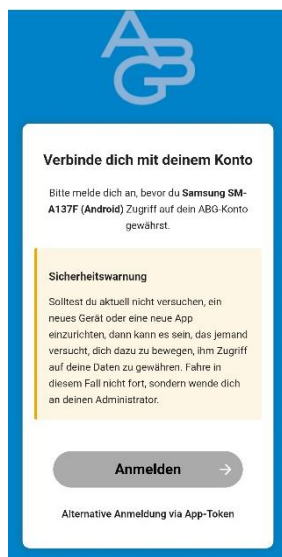 ABG
Verbinde dich mit deinem Konto
Bitte melde dich an, bevor du Samsung SM-
A137F (Android) Zugriff auf dein ABG-Konto
gewährst.
Sicherheitswarnung
Solltest du aktuell nicht versuchen, ein
neues Gerät oder eine neue App
einzurichten, dann kann es sein, das jemand
versucht, dich dazu zu bewegen, ihm Zugriff
auf deine Daten zu gewähren. Fahre in
diesem Fall nicht fort, sondern wende dich
an deinen Administrator.
Anmelden →
Alternative Anmeldung via App-Token